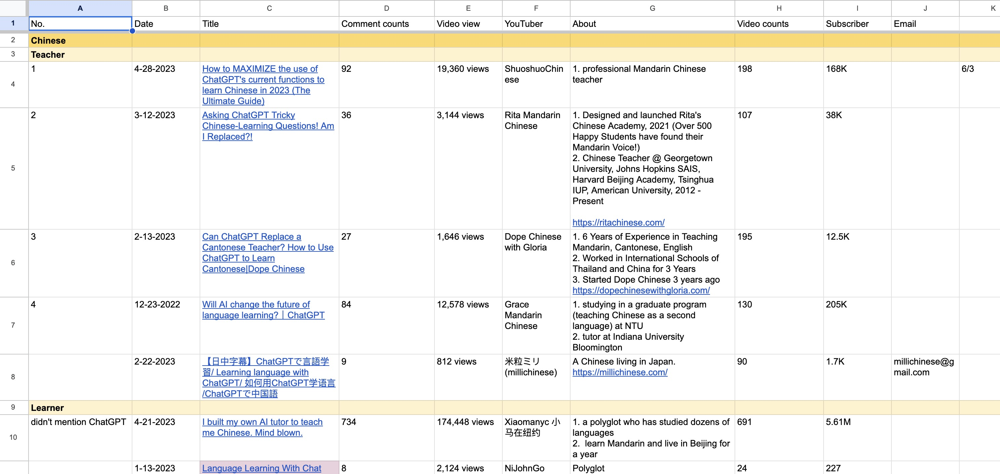 A B C D E F G H I J K
1 No. Date Title Comment counts Video view YouTuber About Video counts Subscriber Email
2 Chinese
3 Teacher
4
1
4-28-2023
How to MAXIMIZE the use of
ChatGPT's current functions to
learn Chinese in 2023 (The
Ultimate Guide)
92
19,360 views
ShuoshuoChin
ese
1. professional Mandarin Chinese
teacher
198
168K
6/3
5
2
3-12-2023
Asking ChatGPT Tricky
Chinese-Learning Questions! Am
I Replaced?!
36
3,144 views
Rita Mandarin
Chinese
1. Designed and launched Rita's
Chinese Academy, 2021 (Over 500
Happy Students have found their
Mandarin Voice!)
2. Chinese Teacher @ Georgetown
University, Johns Hopkins SAIS,
Harvard Beijing Academy, Tsinghua
IUP, American University, 2012 -
Present
https://ritachinese.com/
107
38K
6
3
2-13-2023
Can ChatGPT Replace a
Cantonese Teacher? How to Use
ChatGPT to Learn
Cantonese|Dope Chinese
27
1,646 views
Dope Chinese
with Gloria
1. 6 Years of Experience in Teaching
Mandarin, Cantonese, English
2. Worked in International Schools of
Thailand and China for 3 Years
3. Started Dope Chinese 3 years ago
https://dopechinesewithgloria.com/
195
12.5K
7
4
12-23-2022
Will AI change the future of
language learning?｜ChatGPT
84
12,578 views
Grace
Mandarin
Chinese
1. studying in a graduate program
(teaching Chinese as a second
language) at NTU
2. tutor at Indiana University
Bloomington
130
205K
8
2-22-2023
【日中字幕】ChatGPTで言語学
習/ Learning language with
ChatGPT/ 如何用ChatGPT学语言
/ChatGPTで中国語
9
812 views
米粒ミリ
(millichinese)
A Chinese living in Japan.
https://millichinese.com/
90
1.7K
millichinese@g
mail.com
9 Learner
10
didn't mention ChatGPT
4-21-2023
I built my own AI tutor to teach
me Chinese. Mind blown.
734
174,448 views
Xiaomanyc 小
马在纽约
1. a polyglot who has studied dozens of
languages
2.  learn Mandarin and live in Beijing for
a year
691
5.61M
1-13-2023
Language Learning With Chat
8
2,124 views
NiJohnGo
Polyglot
24
227